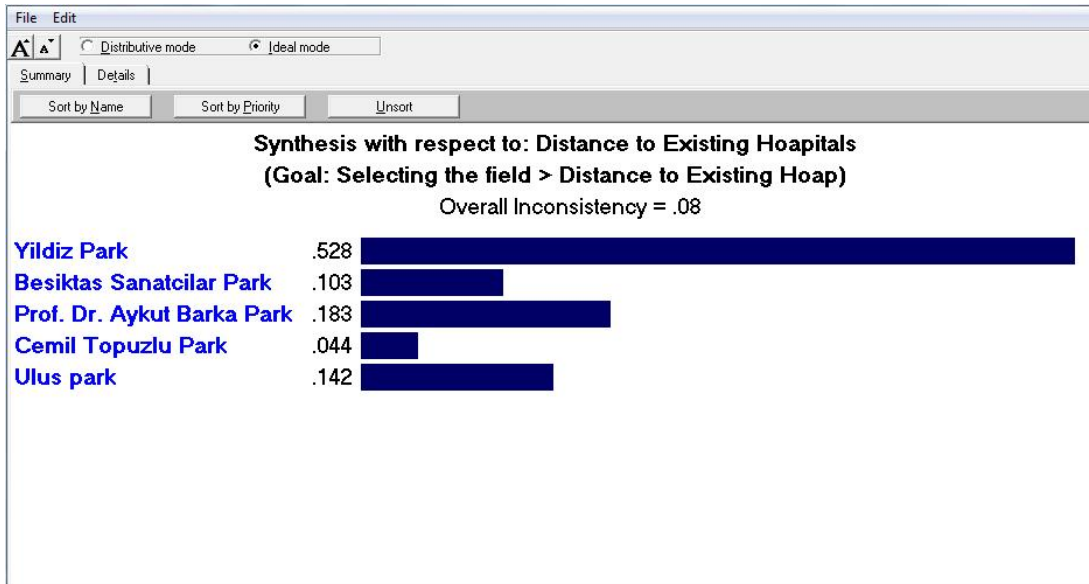 File Edit
A A Distributive mode Ideal mode
Summary Details
Sort by Name Sort by Priority Unsort
Synthesis with respect to: Distance to Existing Hoapitals
(Goal: Selecting the field > Distance to Existing Hoap)
Overall Inconsistency = .08
Yildiz Park .528
Besiktas Sanatcilar Park .103
Prof. Dr. Aykut Barka Park .183
Cemil Topuzlu Park .044
Ulus park .142